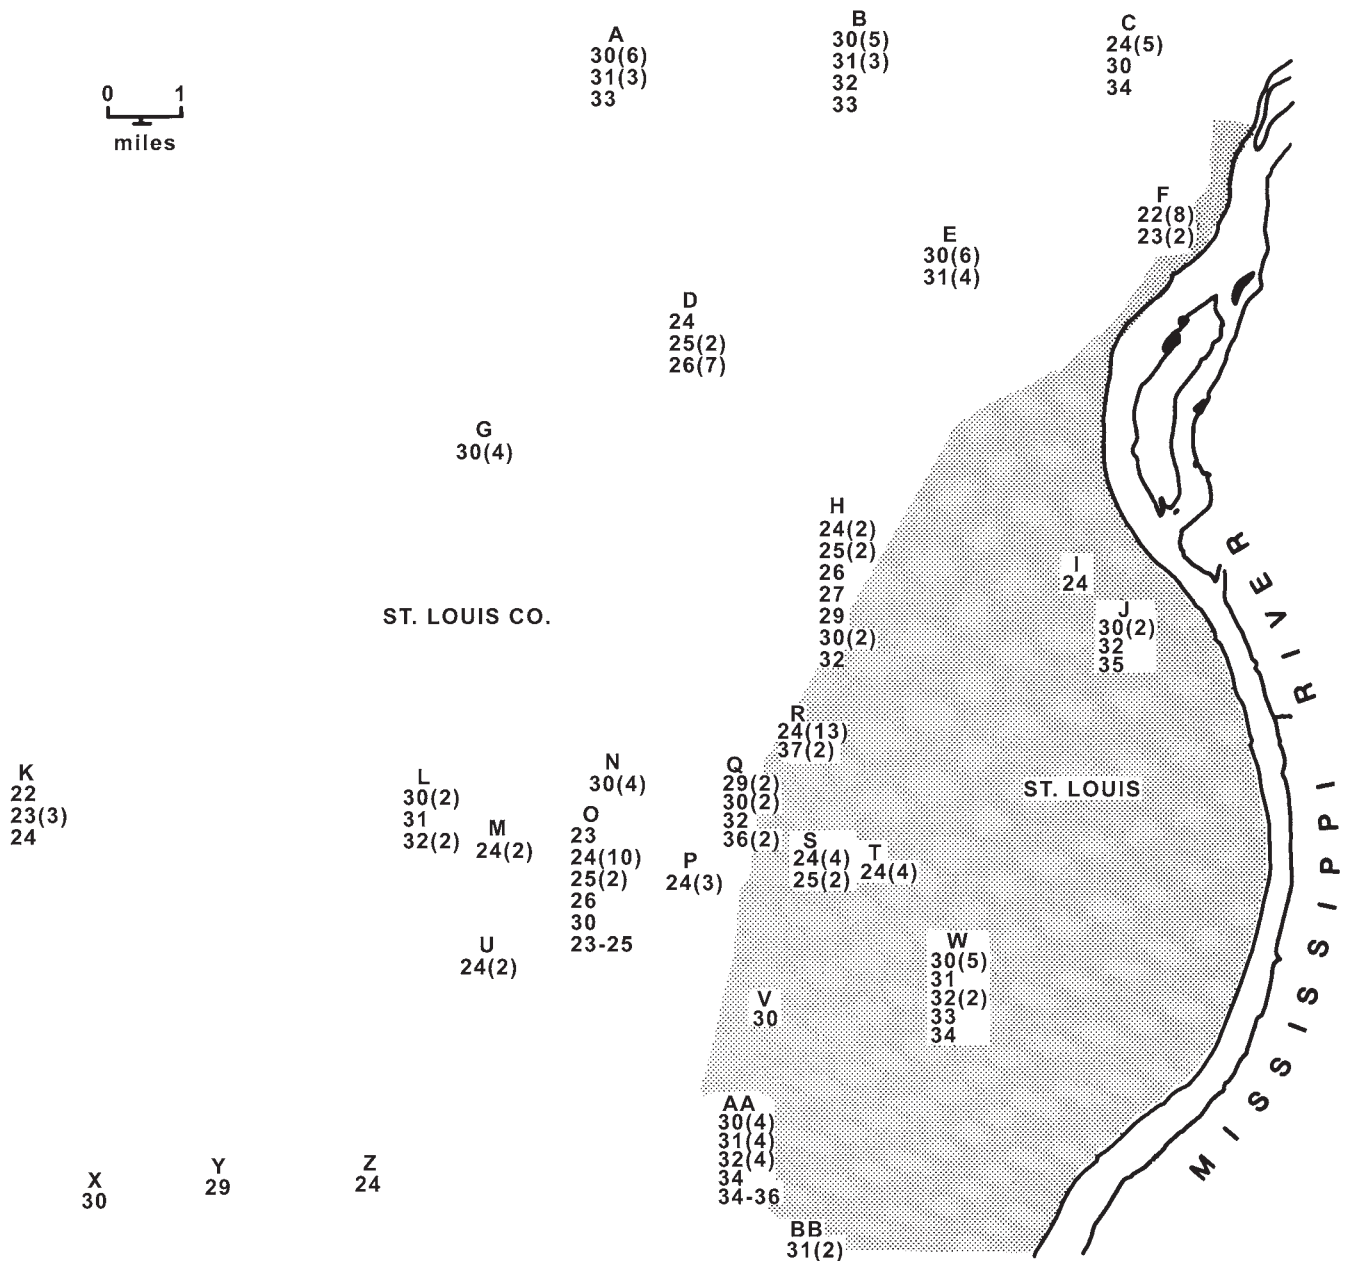 A
30(6)
31(3)
33
B
30(5)
31(3)
32
33
C
24(5)
30
34
0 1
miles
F
22(8)
23(2)
E
30(6)
31(4)
D
24
25(2)
26(7)
G
30(4)
H
24(2)
25(2)
26
27
29
30(2)
32
I
24
J
30(2)
32
35
ST. LOUIS CO.
R
24(13)
37(2)
K
22
23(3)
24
L
30(2)
31
32(2)
M
24(2)
N
30(4)
O
23
24(10)
25(2)
26
30
23-25
P
24(3)
Q
29(2)
30(2)
32
36(2)
ST. LOUIS
S
24(4)
25(2)
T
24(4)
U
24(2)
V
30
W
30(5)
31
32(2)
33
34
X
30
Y
29
Z
24
AA
30(4)
31(4)
32(4)
34
34-36
BB
31(2)
MISSISSIPPI RIVER